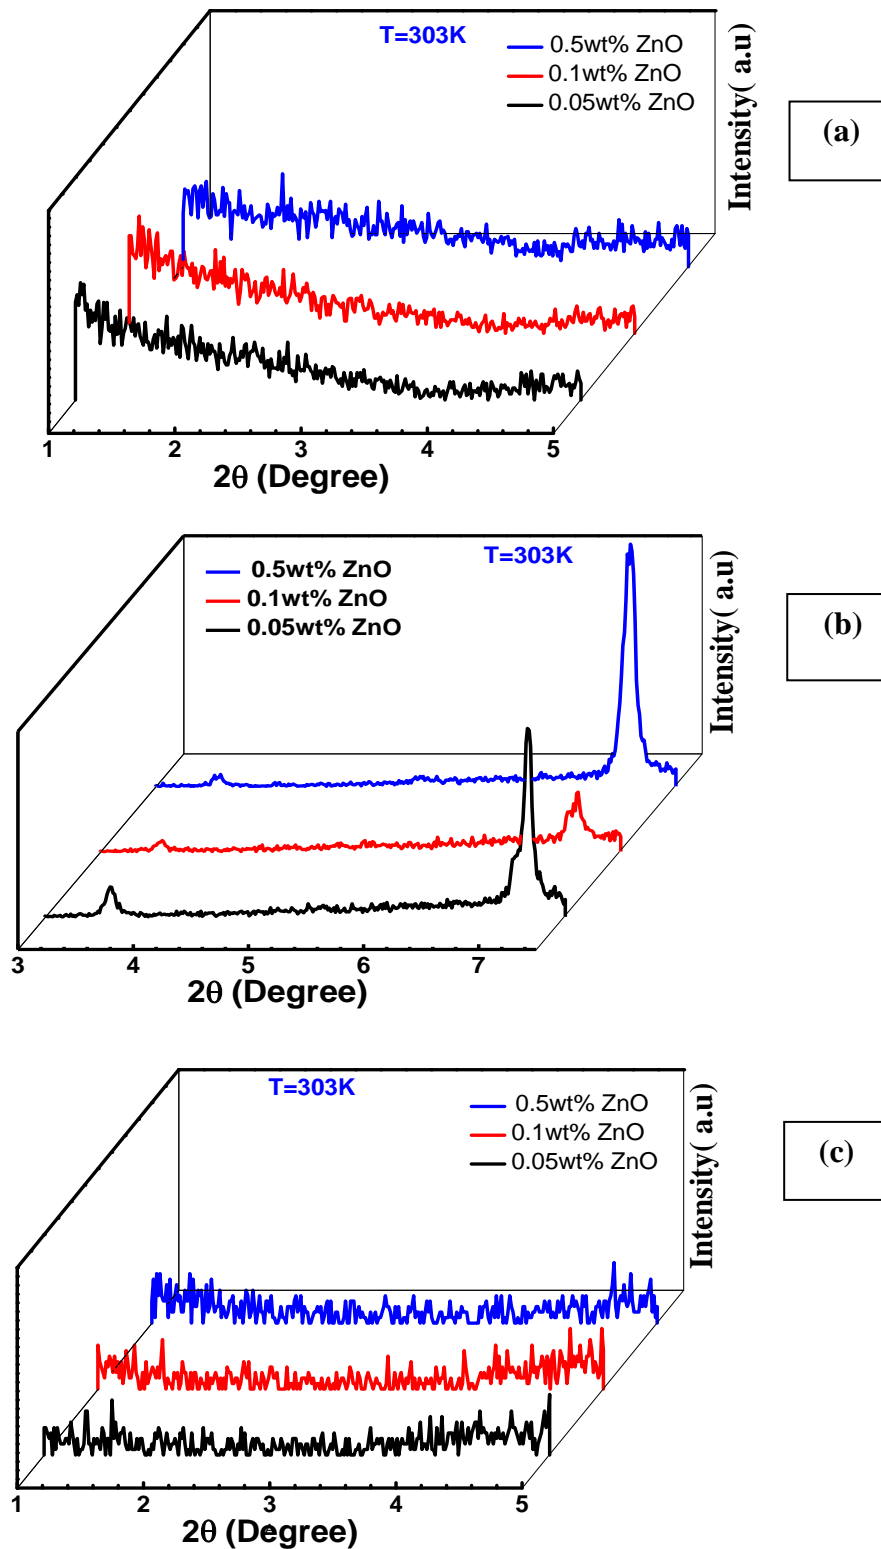 T=303K
0.5wt% ZnO
0.1wt% ZnO
0.05wt% ZnO
Intensity( a.u)
(a)
1 2 3 4 5
2θ (Degree)
T=303K
0.5wt% ZnO
0.1wt% ZnO
0.05wt% ZnO
Intensity( a.u)
(b)
3 4 5 6 7
2θ (Degree)
T=303K
0.5wt% ZnO
0.1wt% ZnO
0.05wt% ZnO
Intensity( a.u)
(c)
1 2 3 4 5
2θ (Degree)